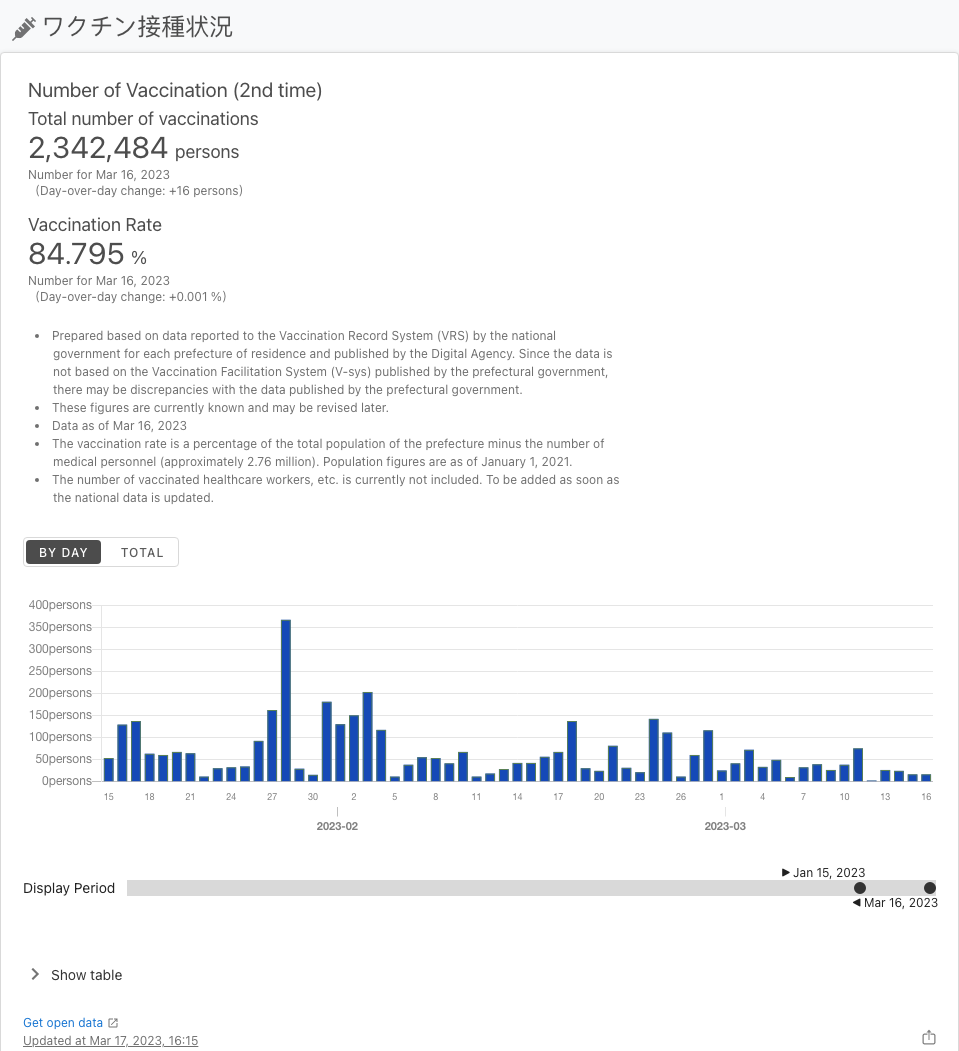 ワクチン接種状況
Number of Vaccination (2nd time)
Total number of vaccinations
2,342,484 persons
Number for Mar 16, 2023
(Day-over-day change: +16 persons)
Vaccination Rate
84.795 %
Number for Mar 16, 2023
(Day-over-day change: +0.001 %)
• Prepared based on data reported to the Vaccination Record System (VRS) by the national
government for each prefecture of residence and published by the Digital Agency. Since the data is
not based on the Vaccination Facilitation System (V-sys) published by the prefectural government,
there may be discrepancies with the data published by the prefectural government.
• These figures are currently known and may be revised later.
• Data as of Mar 16, 2023
• The vaccination rate is a percentage of the total population of the prefecture minus the number of
medical personnel (approximately 2.76 million). Population figures are as of January 1, 2021.
• The number of vaccinated healthcare workers, etc. is currently not included. To be added as soon as
the national data is updated.
BY DAY TOTAL
400persons
350persons
300persons
250persons
200persons
150persons
100persons
50persons
0persons
15 18 21 24 27 30 2 5 8 11 14 17 20 23 26 1 4 7 10 13 16
2023-02 2023-03
Jan 15, 2023
Display Period
Mar 16, 2023
Show table
Get open data
Updated at Mar 17, 2023, 16:15